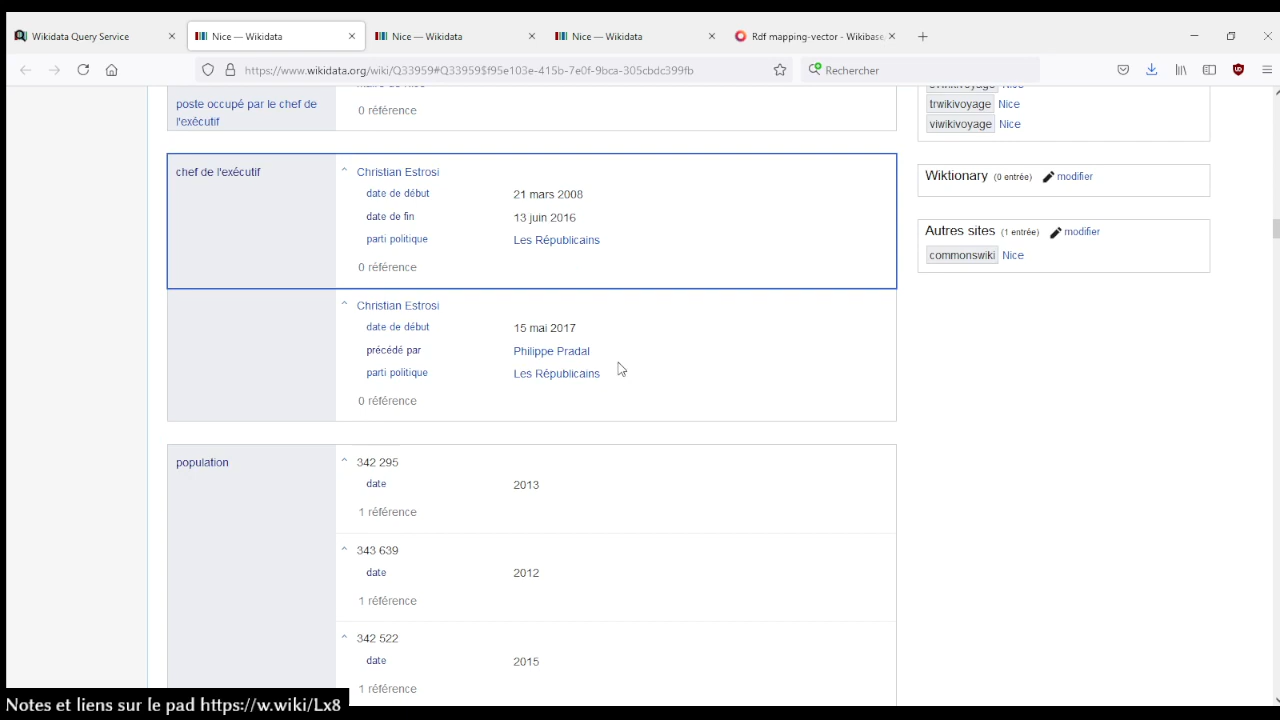 Wikidata Query Service
Nice — Wikidata
Nice — Wikidata
Nice — Wikidata
Rdf mapping-vector - Wikibase
https://www.wikidata.org/wiki/Q33959#Q33959$f95e103e-415b-7e0f-9bca-305cbdc399fb
Rechercher
poste occupé par le chef de
l'exécutif
0 référence
chef de l'exécutif
Christian Estrosi
date de début
21 mars 2008
date de fin
13 juin 2016
parti politique
Les Républicains
0 référence
Christian Estrosi
date de début
15 mai 2017
précédé par
Philippe Pradal
parti politique
Les Républicains
0 référence
population
342 295
date
2013
1 référence
343 639
date
2012
1 référence
342 522
date
2015
1 référence
trwikivoyage Nice
viwikivoyage Nice
Wiktionary (0 entrée) modifier
Autres sites (1 entrée) modifier
commonswiki Nice
Notes et liens sur le pad https://w.wiki/Lx8